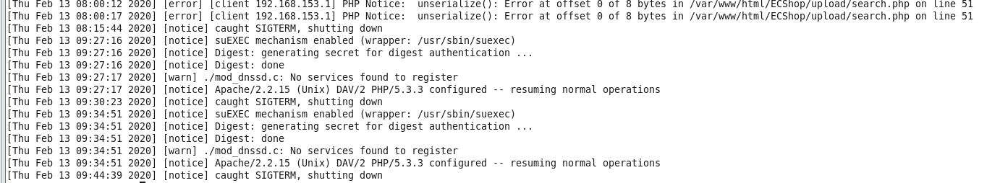 [Thu Feb 13 08:00:12 2020] [error] [client 192.168.153.1] PHP Notice:  unserialize(): Error at offset 0 of 8 bytes in /var/www/html/ECShop/upload/search.php on line 51
[Thu Feb 13 08:00:17 2020] [error] [client 192.168.153.1] PHP Notice:  unserialize(): Error at offset 0 of 8 bytes in /var/www/html/ECShop/upload/search.php on line 51
[Thu Feb 13 08:15:44 2020] [notice] caught SIGTERM, shutting down
[Thu Feb 13 09:27:16 2020] [notice] suEXEC mechanism enabled (wrapper: /usr/sbin/suexec)
[Thu Feb 13 09:27:16 2020] [notice] Digest: generating secret for digest authentication ...
[Thu Feb 13 09:27:16 2020] [notice] Digest: done
[Thu Feb 13 09:27:17 2020] [warn] ./mod_dnssd.c: No services found to register
[Thu Feb 13 09:27:17 2020] [notice] Apache/2.2.15 (Unix) DAV/2 PHP/5.3.3 configured -- resuming normal operations
[Thu Feb 13 09:30:23 2020] [notice] caught SIGTERM, shutting down
[Thu Feb 13 09:34:51 2020] [notice] suEXEC mechanism enabled (wrapper: /usr/sbin/suexec)
[Thu Feb 13 09:34:51 2020] [notice] Digest: generating secret for digest authentication ...
[Thu Feb 13 09:34:51 2020] [notice] Digest: done
[Thu Feb 13 09:34:51 2020] [warn] ./mod_dnssd.c: No services found to register
[Thu Feb 13 09:34:51 2020] [notice] Apache/2.2.15 (Unix) DAV/2 PHP/5.3.3 configured -- resuming normal operations
[Thu Feb 13 09:44:39 2020] [notice] caught SIGTERM, shutting down